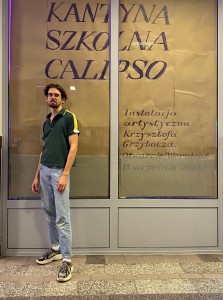 KANTYNA
SZKOLNA
CALIPSO
Instalacja
artystyczna
Krzysztofa
Grzybacza.